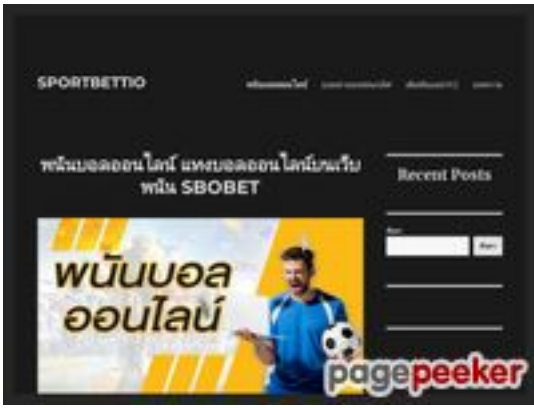 SPORTBETTIO
พนันบอลออนไลน์ แทงบอลออนไลน์บนเว็บ
พนัน SBOBET
Recent Posts
พนันบอล
ออนไลน์
pagepeeker